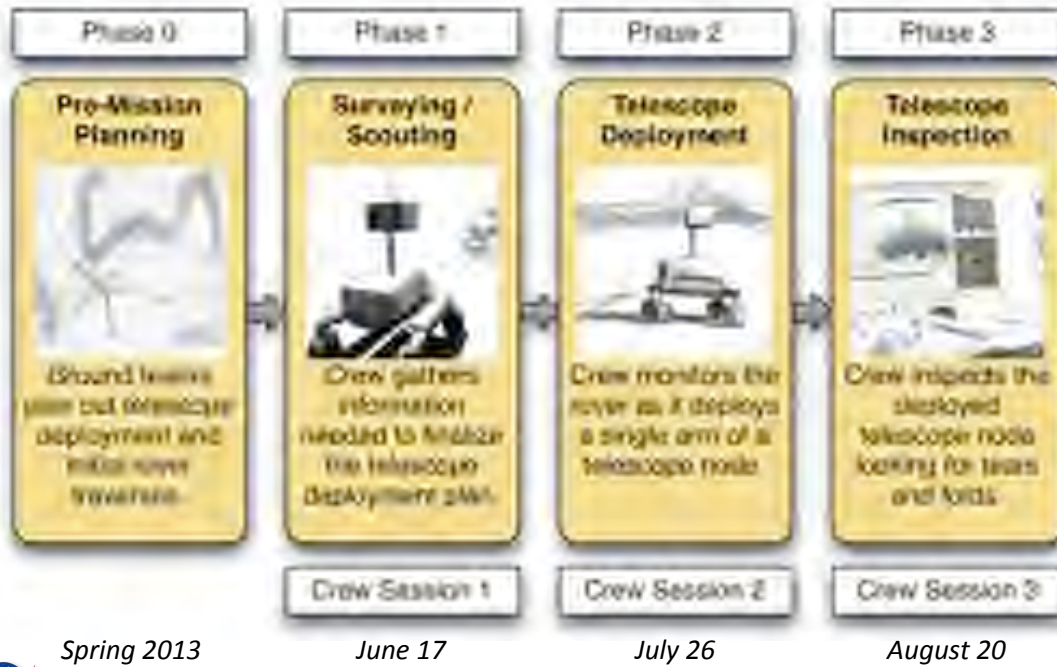 Phase 0
Phase 1
Phase 2
Phase 3
Pre-Mission
Planning
Ground teams
plan out telescope
deployment and
initial rover
traverses.
Surveying /
Scouting
Crew gathers
information
needed to finalize
the telescope
deployment plan.
Telescope
Deployment
Crew monitors the
rover as it deploys
a single arm of a
telescope node
Telescope
Inspection
Crew inspects the
deployed
telescope node
looking for tears
and folds.
Crew Session 1
Crew Session 2
Crew Session 3
Spring 2013
June 17
July 26
August 20